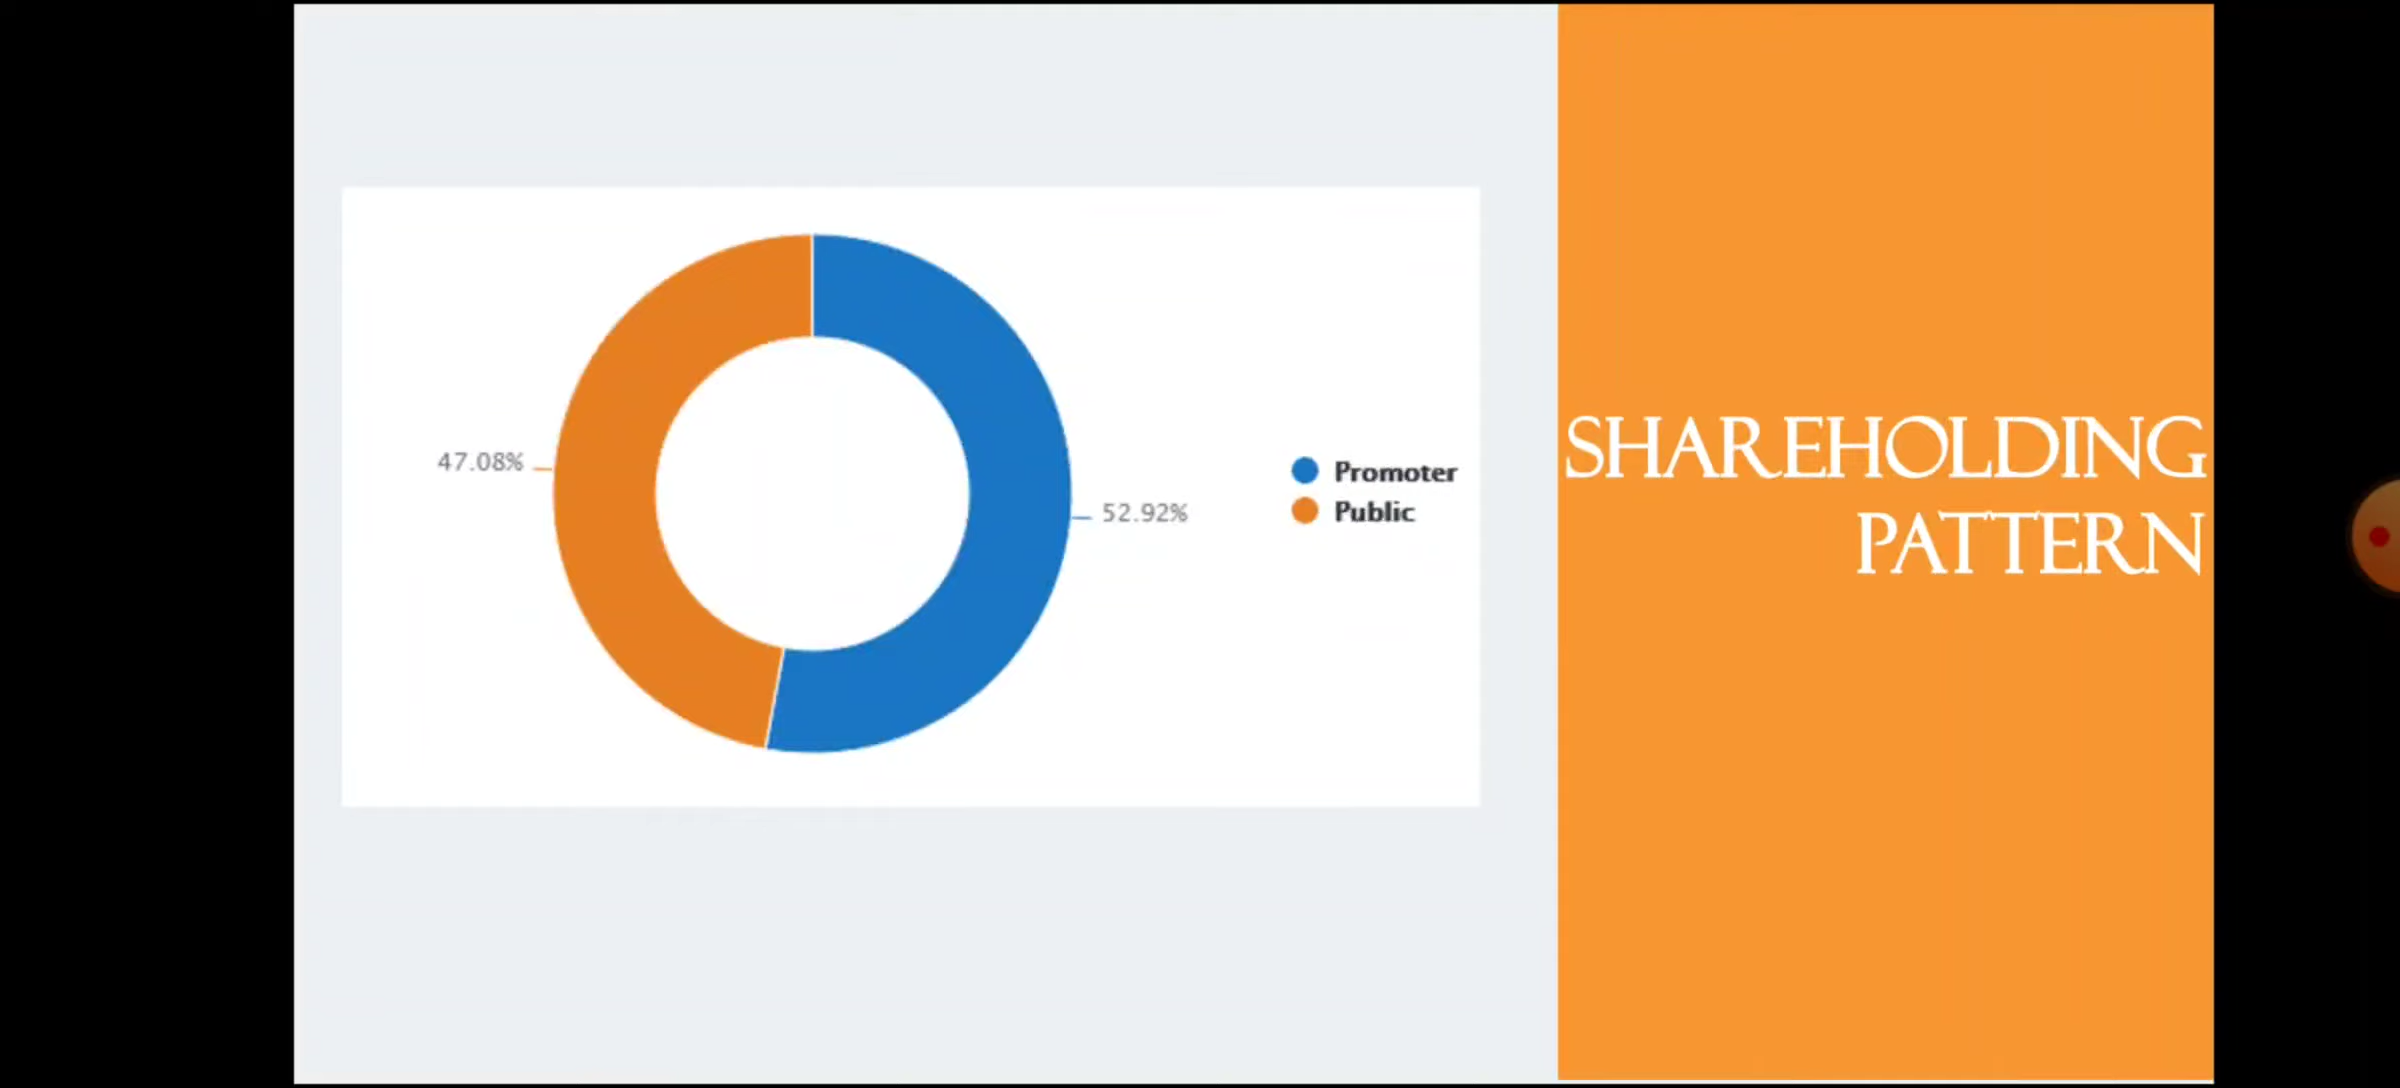 47.08%
52.92%
Promoter
Public
SHAREHOLDING
PATTERN